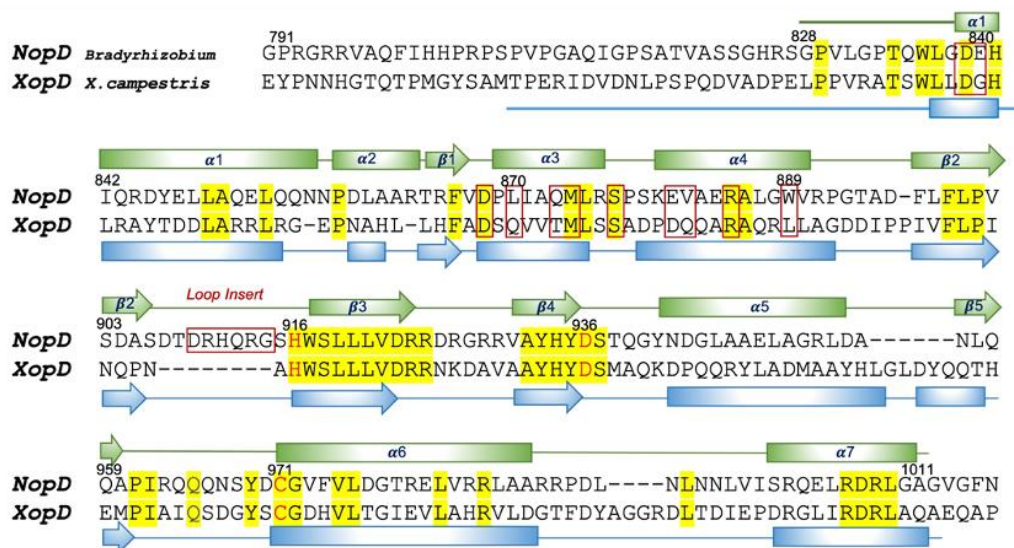 α1
791 828 840
NopD Bradyrhizobium GPRGRRVAQFIHHPRPSPVPGAQIGPSATVASSGHRSGPVLGPTQWLGDEH
XopD X.campestris EYPNNHGTQTPMGYSAMTPERIDVDNLPSPQDVADPELPPVRATSWLLDGH
α1 α2 β1 α3 α4 β2
842 870 889
NopD IQRDYELLAQELQQNNPDLAARTRFVDPLIAQMLRSPSKEVAERALGWVRPGTAD-FLFLPV
XopD LRAYTDDLARRLRG-EPNAHL-LHFADSQVVTMLSSADPDQQARAQRLLAGDDIPPIVFLPI
β2 Loop Insert β3 β4 α5 β5
903 916 936
NopD SDASDTDRHQRGSHWSLLLVDRRDRGRRVAYHYDSTQGYNDGLAAELAGRLDA------NLQ
XopD NQPN---------AHWSLLLVDRRNKDAVAAYHYDSMAQKDPQQRYLADMAAYHLGLDYQQTH
α6 α7
959 971 1011
NopD QAPIRQQQNSYDCGVFVLDGTRELVRRLAARRPDL----NLNNLVISRQELRDRLGAGVGFN
XopD EMPIAIQSDGYSCGDHVLTGIEVLAHRVLDGTFDYAGGRDLTDIEPDRGLIRDRLAQAEQAP